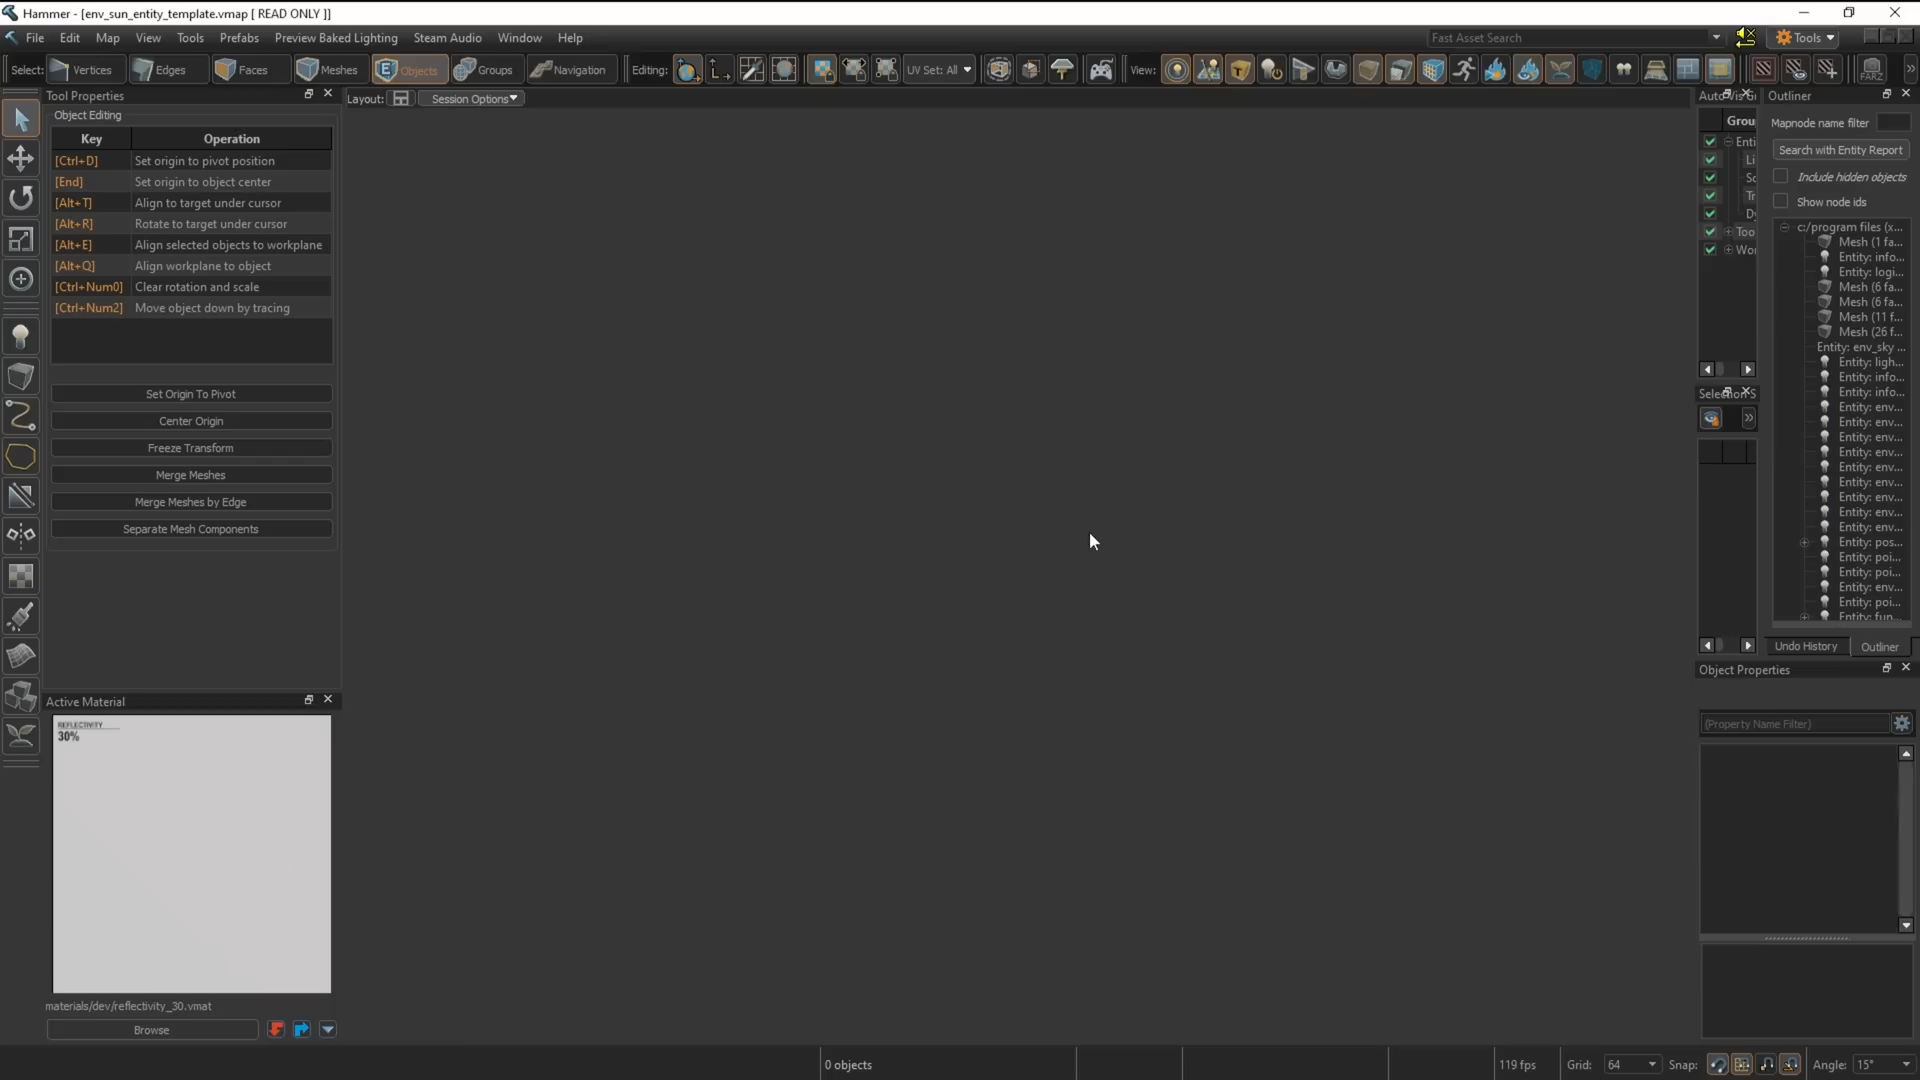 Hammer - [env_sun_entity_template.vmap [ READ ONLY ]]
File Edit Map View Tools Prefabs Preview Baked Lighting Steam Audio Window Help
Fast Asset Search
Tools
Select: Vertices Edges Faces Meshes Objects Groups Navigation Editing: UV Set: All View: FARZ
Tool Properties
Layout: Session Options
Object Editing
Key Operation
[Ctrl+D] Set origin to pivot position
[End] Set origin to object center
[Alt+T] Align to target under cursor
[Alt+R] Rotate to target under cursor
[Alt+E] Align selected objects to workplane
[Alt+Q] Align workplane to object
[Ctrl+Num0] Clear rotation and scale
[Ctrl+Num2] Move object down by tracing
Set Origin To Pivot
Center Origin
Freeze Transform
Merge Meshes
Merge Meshes by Edge
Separate Mesh Components
Active Material
REFLECTIVITY
30%
materials/dev/reflectivity_30.vmat
Browse
Grou
Enti
Li
Tr
Too
Wor
Outliner
Mapnode name filter
Search with Entity Report
Include hidden objects
Show node ids
c:/program files (x...
Mesh (1 fa...
Entity: info...
Entity: logi...
Mesh (6 fa...
Mesh (6 fa...
Mesh (11 f...
Mesh (26 f...
Entity: env_sky ...
Entity: ligh...
Entity: info...
Entity: info...
Entity: env...
Entity: env...
Entity: env...
Entity: env...
Entity: env...
Entity: env...
Entity: env...
Entity: env...
Entity: env...
Entity: pos...
Entity: poi...
Entity: poi...
Entity: env...
Entity: poi...
Entity: fun...
Undo History Outliner
Object Properties
(Property Name Filter)
0 objects
119 fps
Grid: 64
Snap:
Angle: 15°